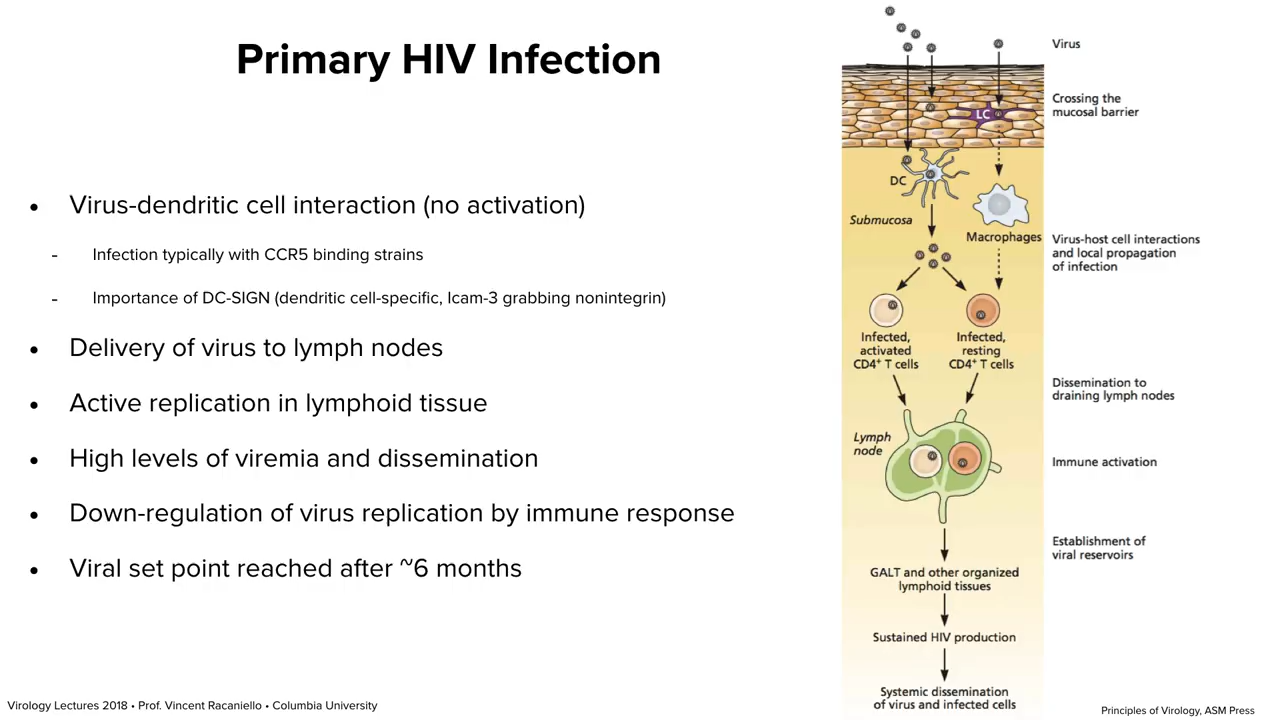 Primary HIV Infection
• Virus-dendritic cell interaction (no activation)
- Infection typically with CCR5 binding strains
- Importance of DC-SIGN (dendritic cell-specific, Icam-3 grabbing nonintegrin)
• Delivery of virus to lymph nodes
• Active replication in lymphoid tissue
• High levels of viremia and dissemination
• Down-regulation of virus replication by immune response
• Viral set point reached after ~6 months
Virus
Crossing the
mucosal barrier
LC
DC
Submucosa
Macrophages
Virus-host cell interactions
and local propagation
of infection
Infected,
activated
CD4⁺ T cells
Infected,
resting
CD4⁺ T cells
Dissemination to
draining lymph nodes
Lymph
node
Immune activation
Establishment of
viral reservoirs
GALT and other organized
lymphoid tissues
Sustained HIV production
Systemic dissemination
of virus and infected cells
Virology Lectures 2018 • Prof. Vincent Racaniello • Columbia University
Principles of Virology, ASM Press